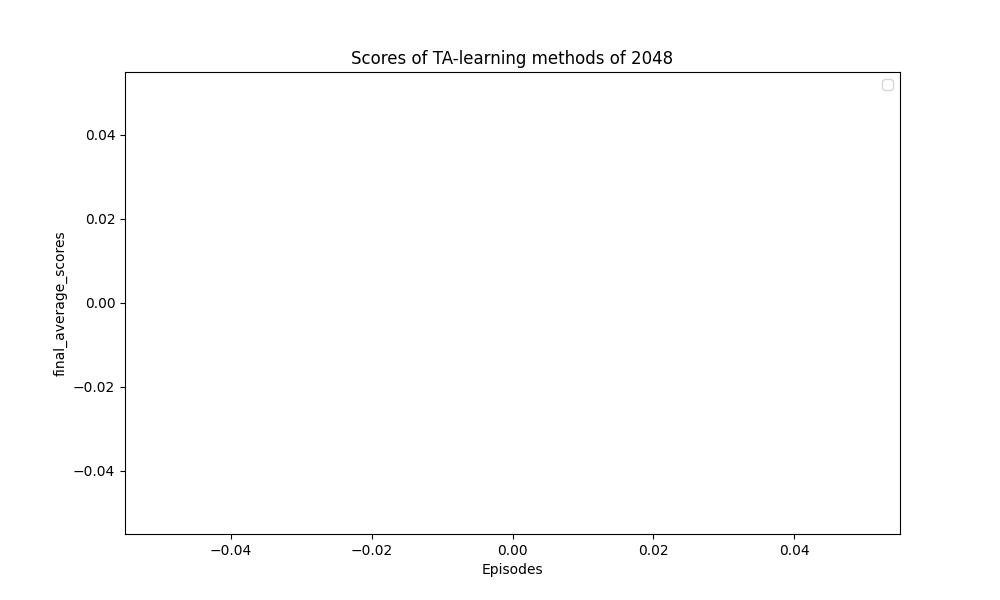 Scores of TA-learning methods of 2048
0.04
0.02
0.00
−0.02
−0.04
final_average_scores
−0.04 −0.02 0.00 0.02 0.04
Episodes